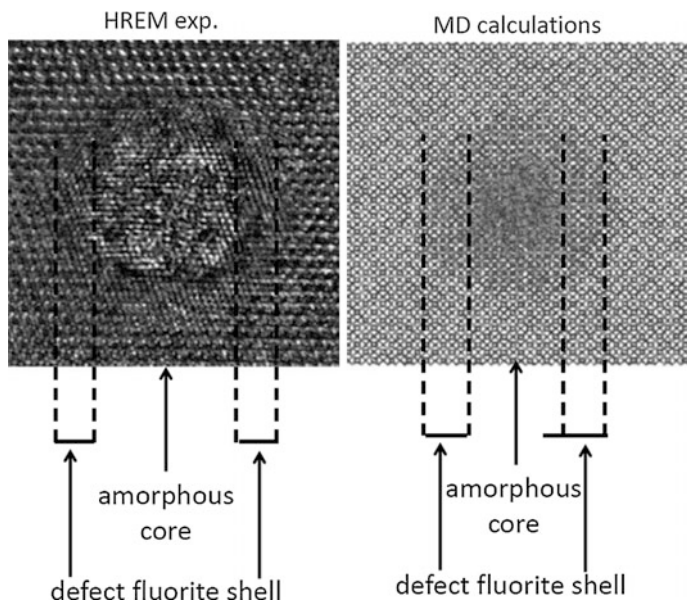 HREM exp.
MD calculations
amorphous
core
amorphous
core
defect fluorite shell
defect fluorite shell